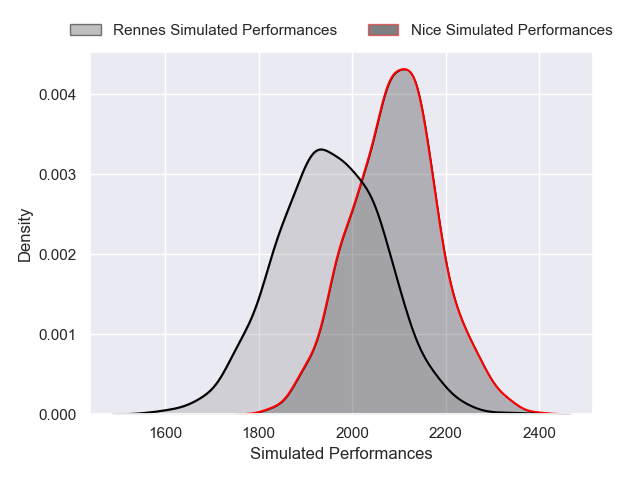 Rennes Simulated Performances Nice Simulated Performances
0.004
0.003
0.002
0.001
0.000
Density
1600 1800 2000 2200 2400
Simulated Performances